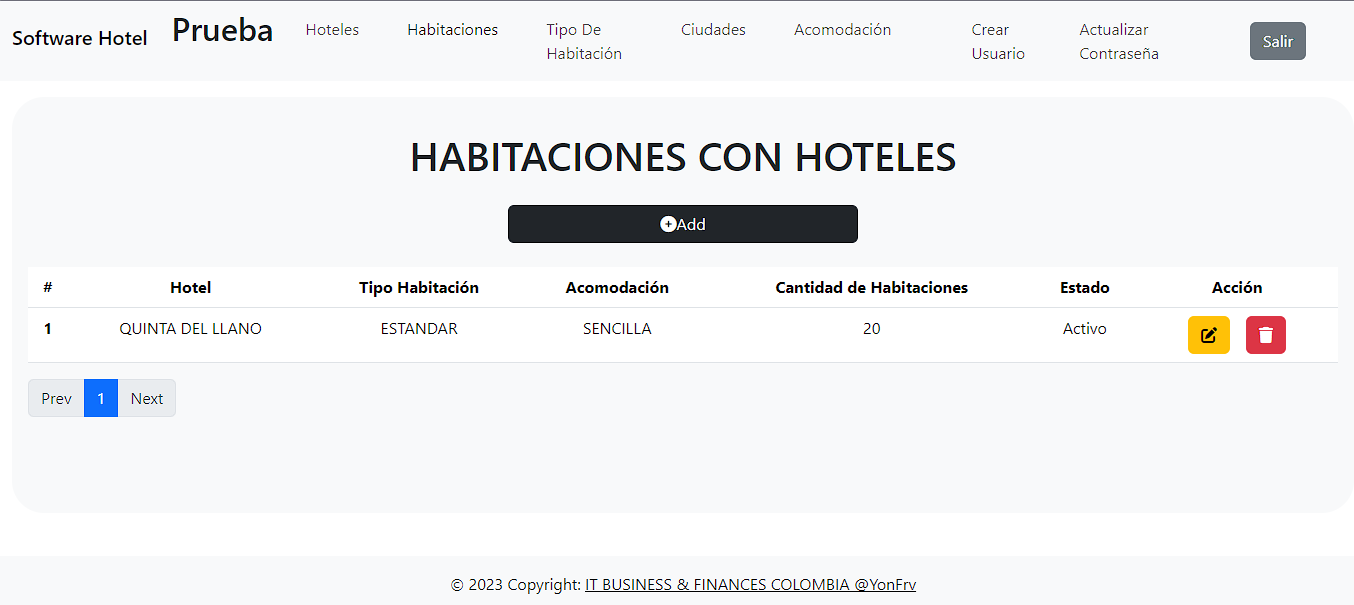 Software Hotel
Prueba
Hoteles
Habitaciones
Tipo De
Habitación
Ciudades
Acomodación
Crear
Usuario
Actualizar
Contraseña
Salir
HABITACIONES CON HOTELES
Add
# Hotel Tipo Habitación Acomodación Cantidad de Habitaciones Estado Acción
1 QUINTA DEL LLANO ESTANDAR SENCILLA 20 Activo
Prev 1 Next
© 2023 Copyright: IT BUSINESS & FINANCES COLOMBIA @YonFrv